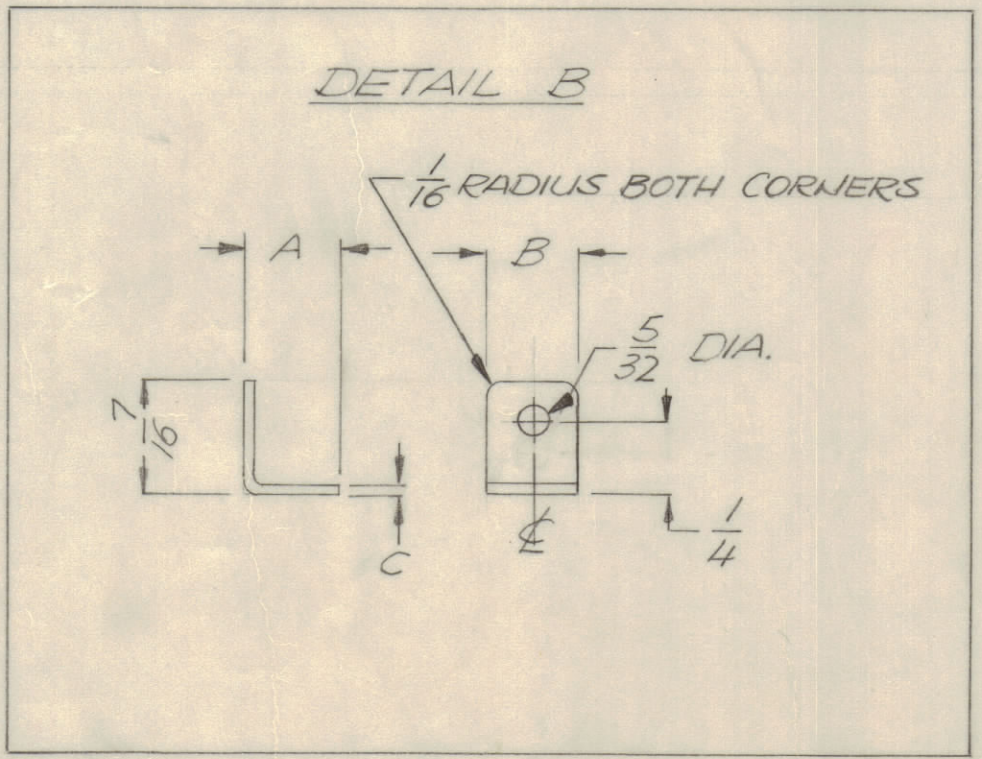 DETAIL B
1/16 RADIUS BOTH CORNERS
A
B
5/32 DIA.
7/16
C
℄
1/4